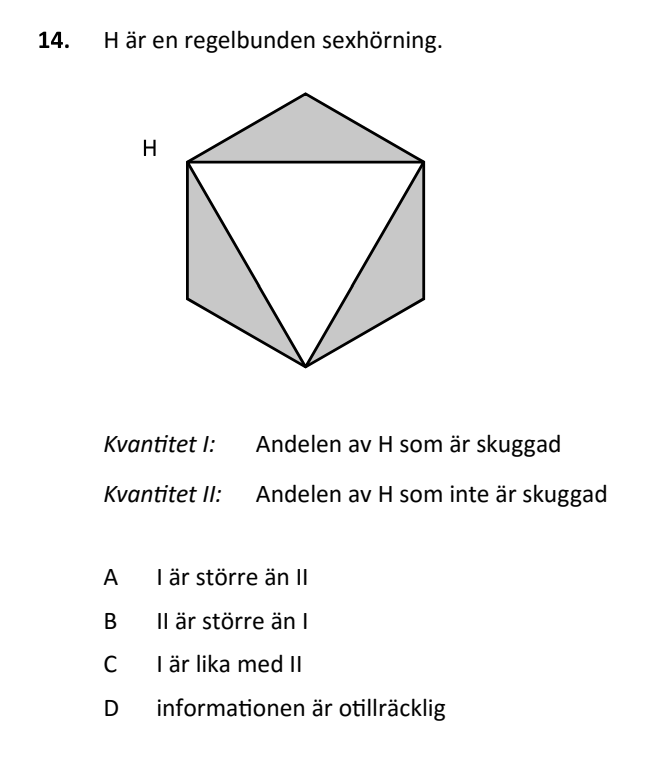 14. H är en regelbunden sexhörning.
H
Kvantitet I: Andelen av H som är skuggad
Kvantitet II: Andelen av H som inte är skuggad
A I är större än II
B II är större än I
C I är lika med II
D informationen är otillräcklig